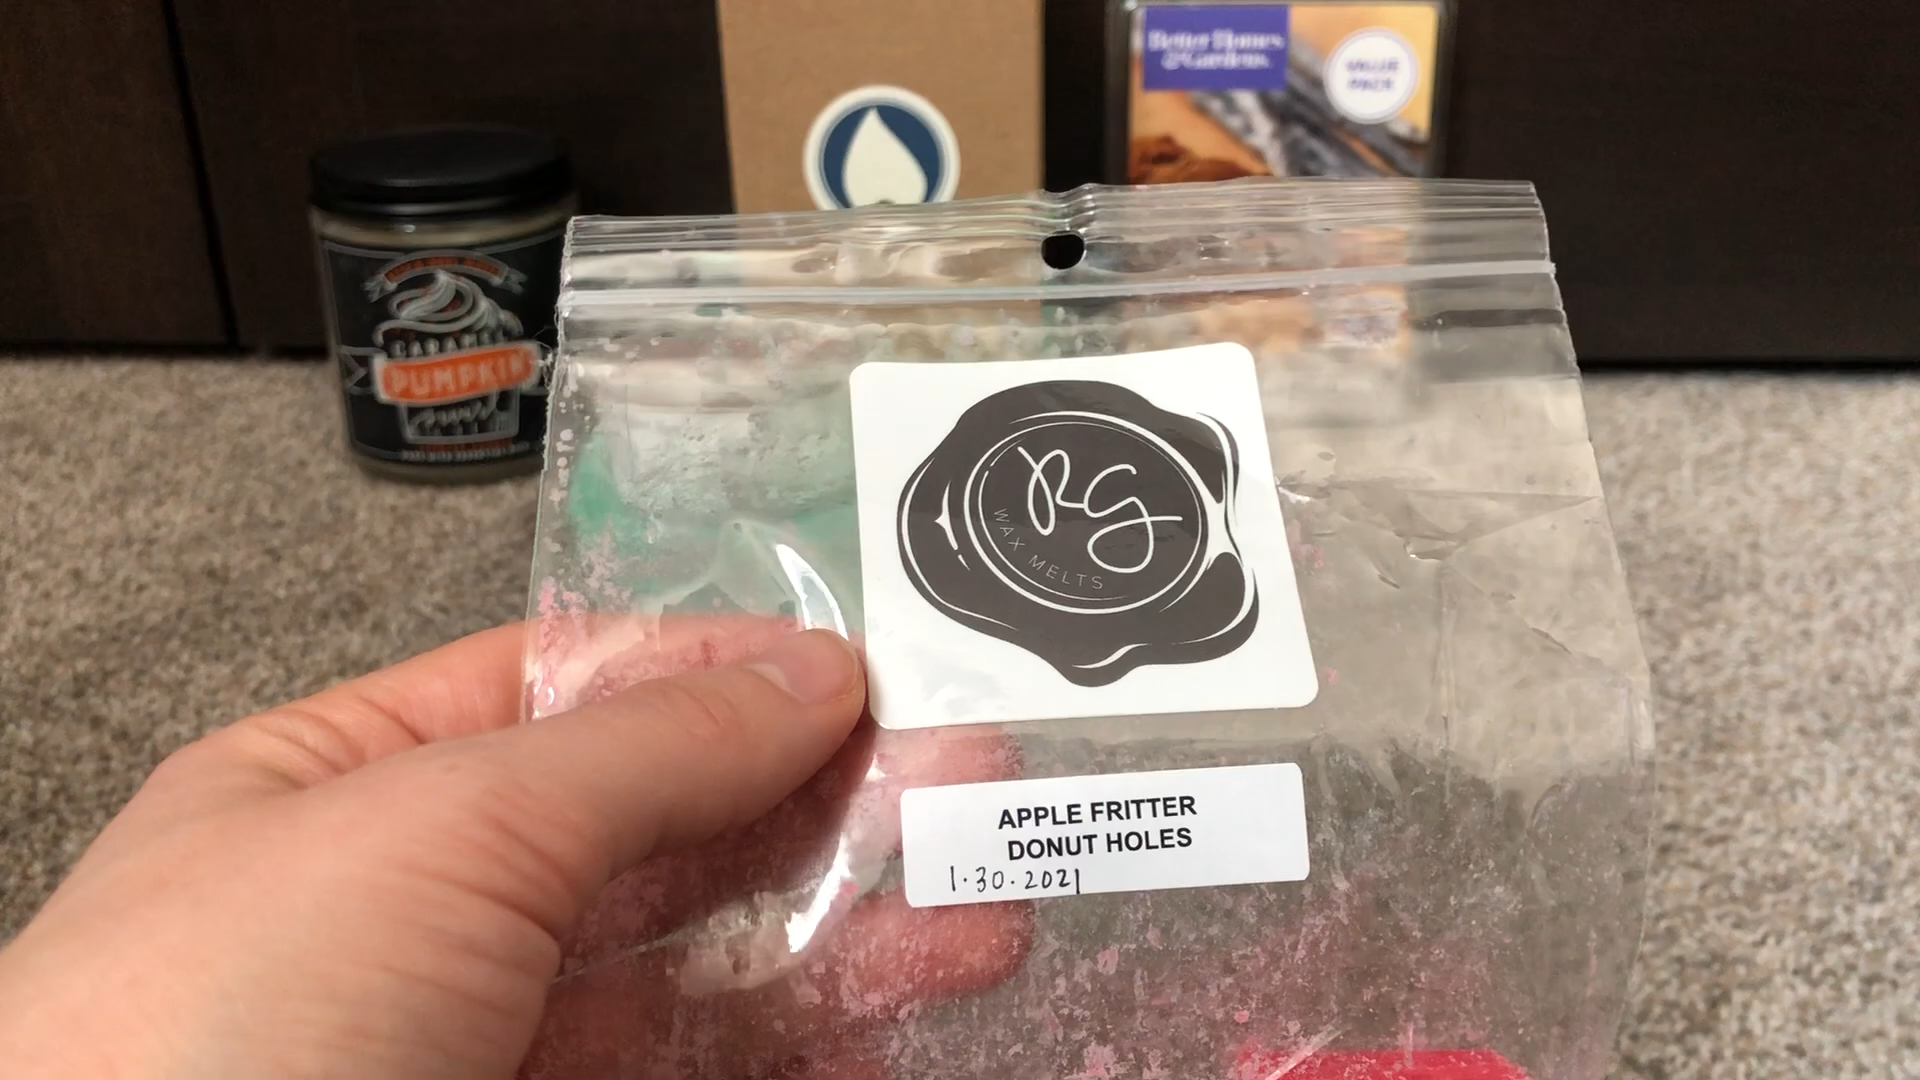 Better Homes
& Gardens
VALUE
PACK
CARAMEL
PUMPKIN
RG
WAX MELTS
APPLE FRITTER
DONUT HOLES
1.30.2021